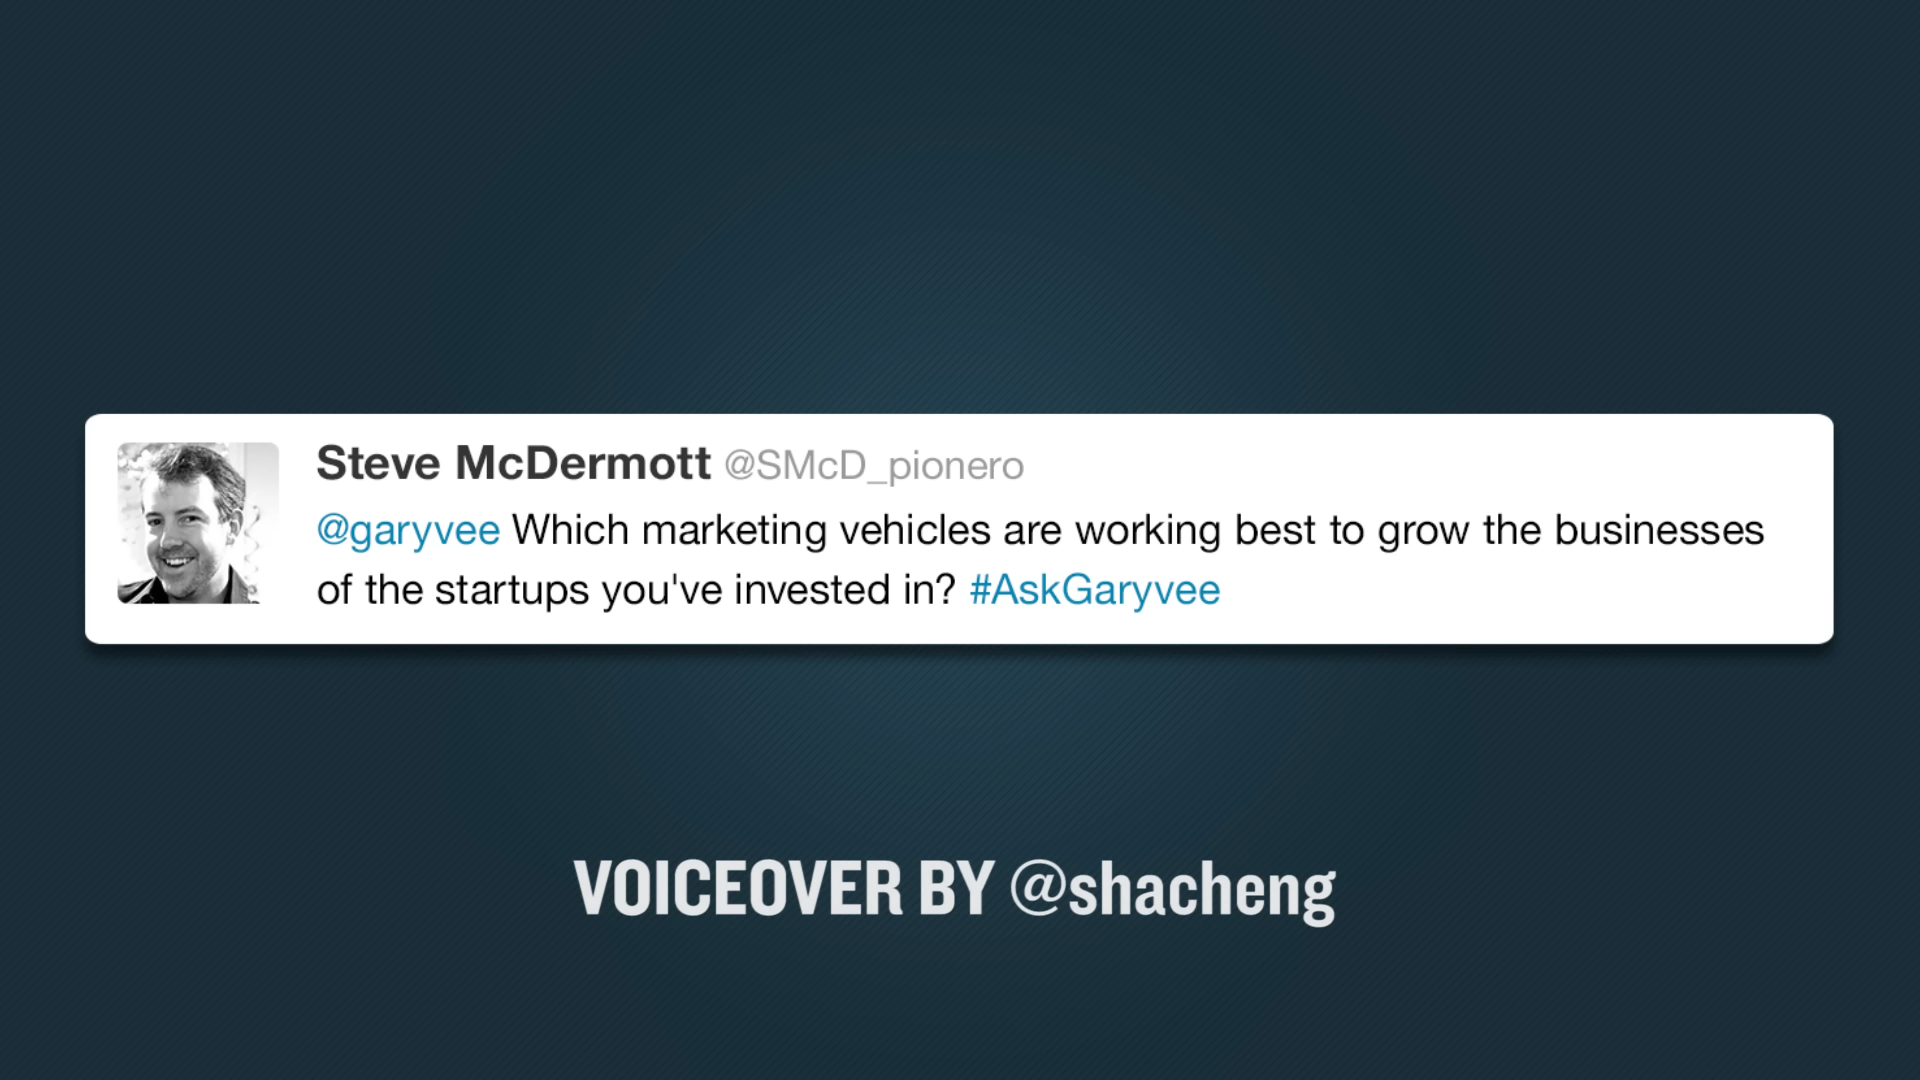 Steve McDermott @SMcD_pionero
@garyvee Which marketing vehicles are working best to grow the businesses
of the startups you've invested in? #AskGaryvee
VOICEOVER BY @shacheng